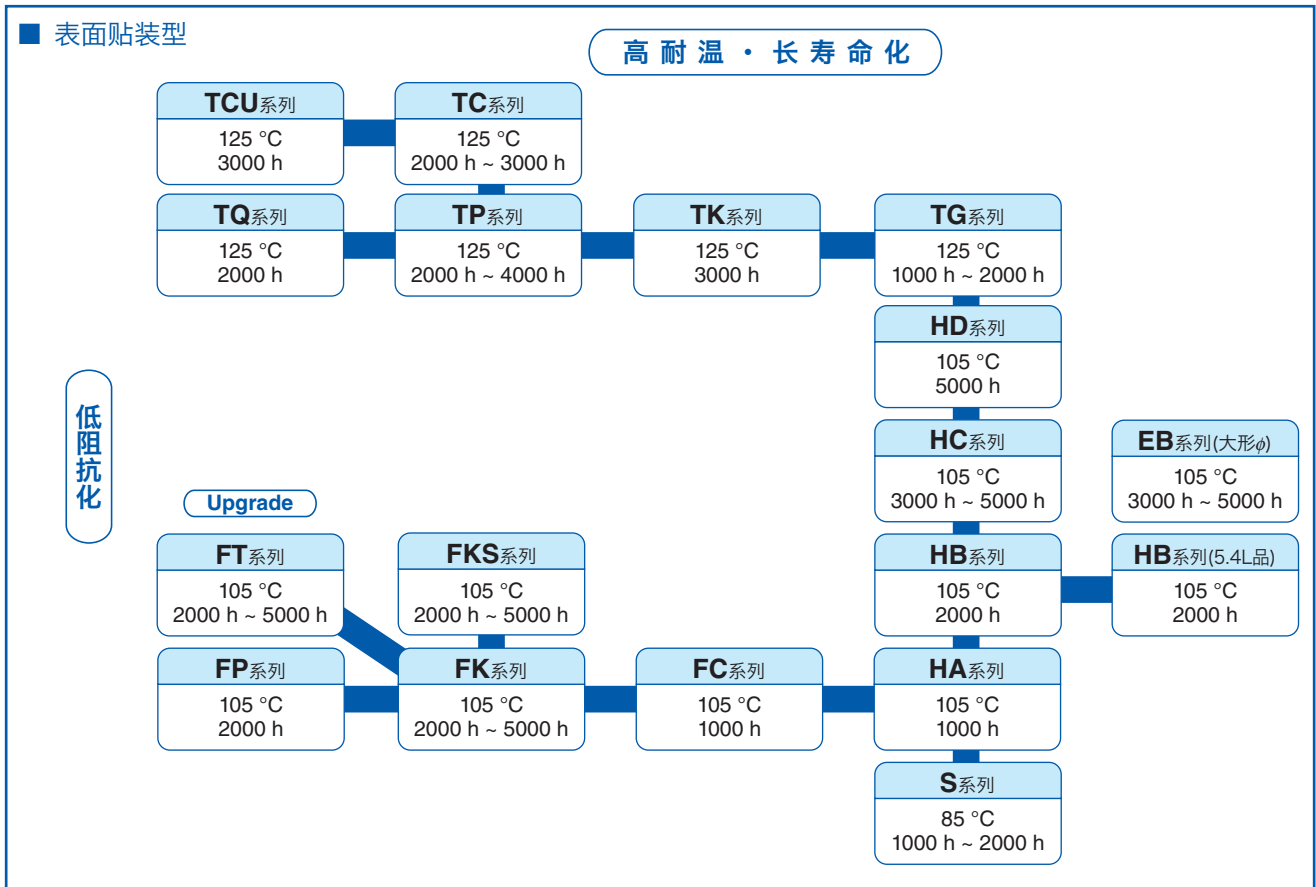 ■ 表面贴装型
高耐温・长寿命化
TCU系列
125 °C
3000 h
TC系列
125 °C
2000 h ~ 3000 h
TQ系列
125 °C
2000 h
TP系列
125 °C
2000 h ~ 4000 h
TK系列
125 °C
3000 h
TG系列
125 °C
1000 h ~ 2000 h
HD系列
105 °C
5000 h
低阻抗化
HC系列
105 °C
3000 h ~ 5000 h
EB系列(大形ϕ)
105 °C
3000 h ~ 5000 h
Upgrade
FT系列
105 °C
2000 h ~ 5000 h
FKS系列
105 °C
2000 h ~ 5000 h
HB系列
105 °C
2000 h
HB系列(5.4L品)
105 °C
2000 h
FP系列
105 °C
2000 h
FK系列
105 °C
2000 h ~ 5000 h
FC系列
105 °C
1000 h
HA系列
105 °C
1000 h
S系列
85 °C
1000 h ~ 2000 h